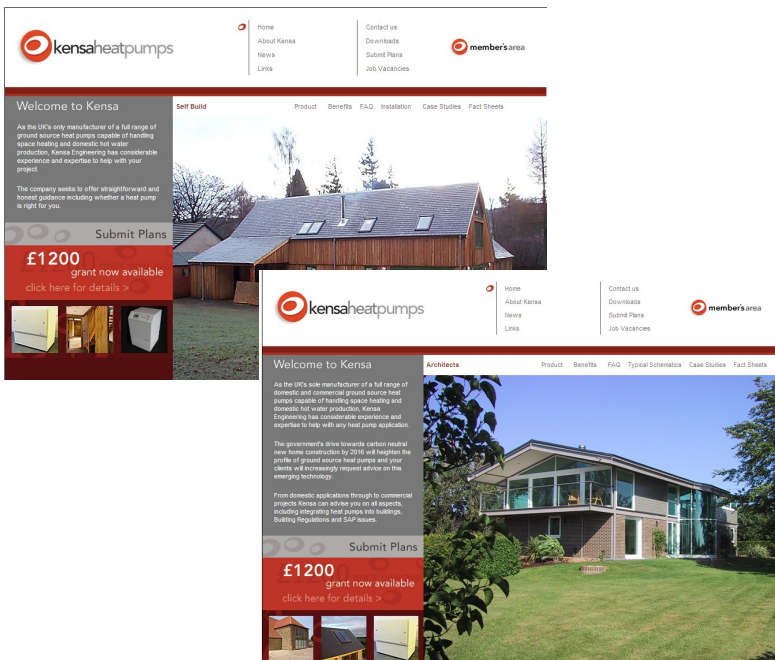 kensaheatpumps
Home
About Kensa
News
Links
Contact us
Downloads
Submit Plans
Job Vacancies
member's area
Welcome to Kensa
As the UK's only manufacturer of a full range of
ground source heat pumps capable of handling
space heating and domestic hot water
production, Kensa Engineering has considerable
experience and expertise to help with your
project.
The company seeks to offer straightforward and
honest guidance including whether a heat pump
is right for you.
Submit Plans
£1200
grant now available
click here for details >
Self Build
Product Benefits FAQ Installation Case Studies Fact Sheets
kensaheatpumps
Home
About Kensa
News
Links
Contact us
Downloads
Submit Plans
Job Vacancies
member's area
Welcome to Kensa
As the UK's sole manufacturer of a full range of
domestic and commercial ground source heat
pumps capable of handling space heating and
domestic hot water production, Kensa
Engineering has considerable experience and
expertise to help with any heat pump application.
The government's drive towards carbon neutral
new home construction by 2016 will heighten the
profile of ground source heat pumps and your
clients will increasingly request advice on this
emerging technology.
From domestic applications through to commercial
projects Kensa can advise you on all aspects,
including integrating heat pumps into buildings,
Building Regulations and SAP issues.
Submit Plans
£1200
grant now available
click here for details >
Architects
Product Benefits FAQ Typical Schematics Case Studies Fact Sheets